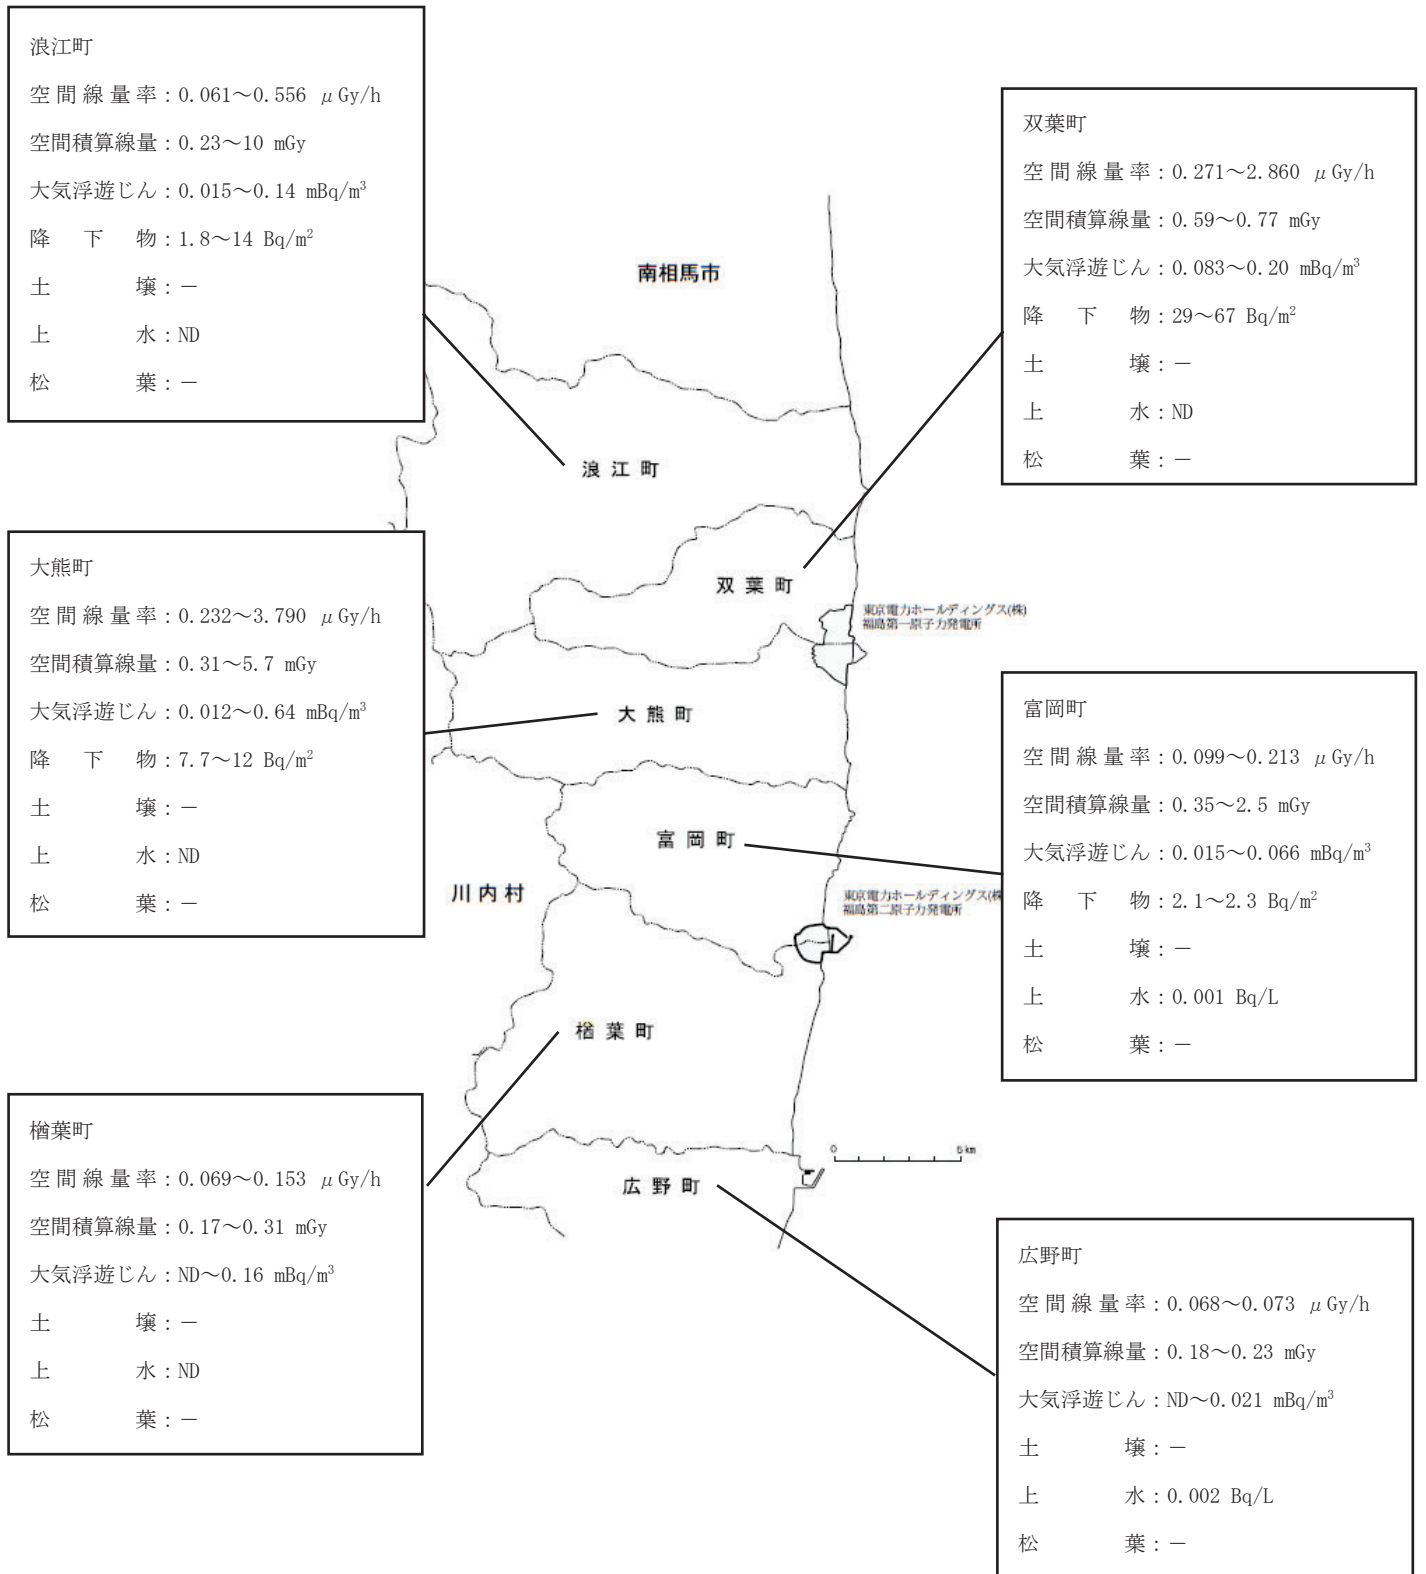 浪江町
空間線量率：0.061～0.556 μGy/h
空間積算線量：0.23～10 mGy
大気浮遊じん：0.015～0.14 mBq/m³
降下物：1.8～14 Bq/m²
土壌：－
上水：ND
松葉：－
双葉町
空間線量率：0.271～2.860 μGy/h
空間積算線量：0.59～0.77 mGy
大気浮遊じん：0.083～0.20 mBq/m³
降下物：29～67 Bq/m²
土壌：－
上水：ND
松葉：－
南相馬市
浪江町
双葉町
東京電力ホールディングス(株)
福島第一原子力発電所
大熊町
空間線量率：0.232～3.790 μGy/h
空間積算線量：0.31～5.7 mGy
大気浮遊じん：0.012～0.64 mBq/m³
降下物：7.7～12 Bq/m²
土壌：－
上水：ND
松葉：－
大熊町
富岡町
川内村
東京電力ホールディングス(株
福島第二原子力発電所
富岡町
空間線量率：0.099～0.213 μGy/h
空間積算線量：0.35～2.5 mGy
大気浮遊じん：0.015～0.066 mBq/m³
降下物：2.1～2.3 Bq/m²
土壌：－
上水：0.001 Bq/L
松葉：－
楢葉町
楢葉町
空間線量率：0.069～0.153 μGy/h
空間積算線量：0.17～0.31 mGy
大気浮遊じん：ND～0.16 mBq/m³
土壌：－
上水：ND
松葉：－
0 5km
広野町
広野町
空間線量率：0.068～0.073 μGy/h
空間積算線量：0.18～0.23 mGy
大気浮遊じん：ND～0.021 mBq/m³
土壌：－
上水：0.002 Bq/L
松葉：－